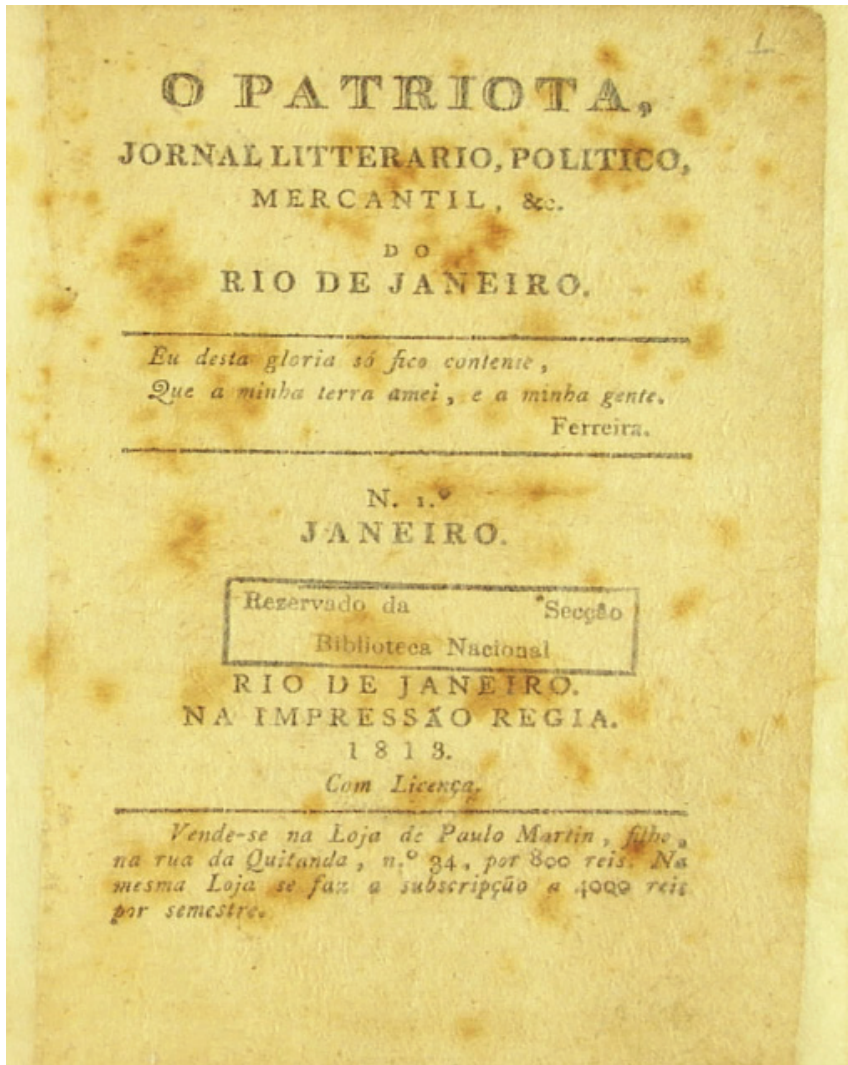 1
O PATRIOTA,
JORNAL LITTERARIO, POLITICO,
MERCANTIL, &c.
DO
RIO DE JANEIRO.
Eu desta gloria só fico contente,
Que a minha terra amei, e a minha gente.
Ferreira.
N. 1.º
JANEIRO.
Rezervado da Secção
Biblioteca Nacional
RIO DE JANEIRO.
NA IMPRESSÃO REGIA.
1813.
Com Licença.
Vende-se na Loja de Paulo Martin, filho,
na rua da Quitanda, n.º 34, por 800 reis. Na
mesma Loja se faz a subscripção a 4000 reis
por semestre.